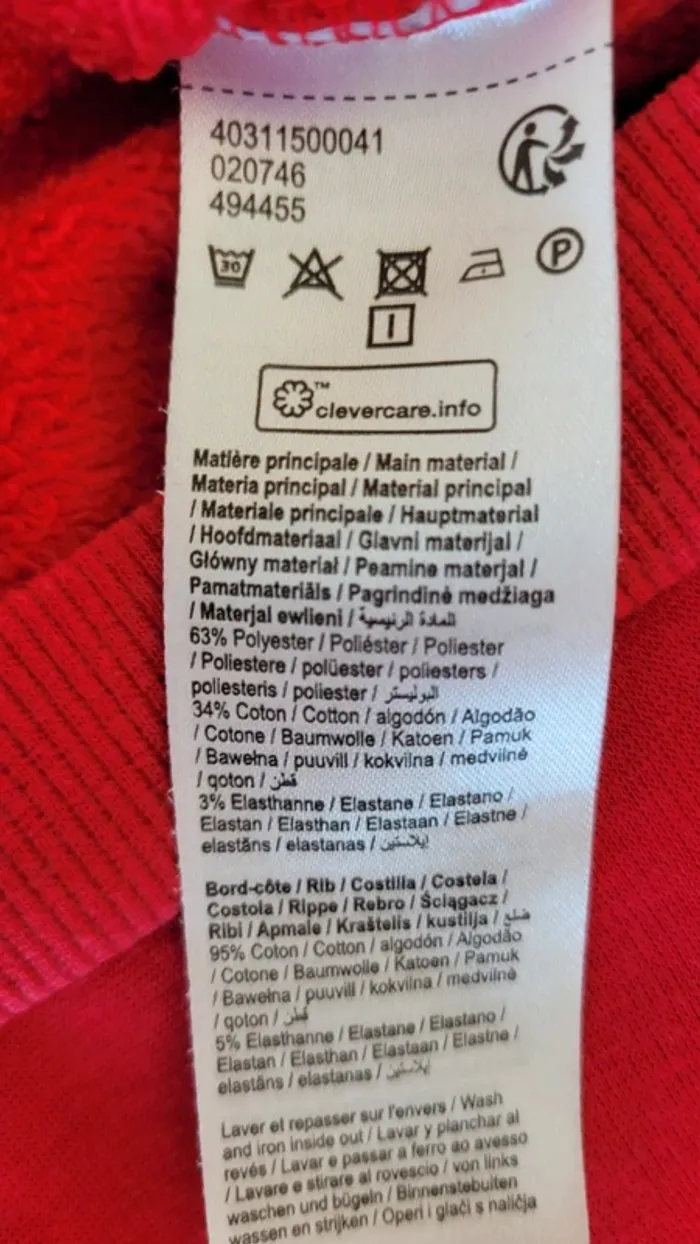 40311500041
020746
494455
30
P
I
™
clevercare.info
Matière principale / Main material /
Materia principal / Material principal
/ Materiale principale / Hauptmaterial
/ Hoofdmateriaal / Glavni materijal /
Główny materiał / Peamine materjal /
Pamatmateriāls / Pagrindinė medžiaga
/ Materjal ewlieni / المادة الرئيسية
63% Polyester / Poliéster / Poliester
/ Poliestere / polüester / poliesters /
poliesteris / poliester / البوليستر
34% Coton / Cotton / algodón / Algodão
/ Cotone / Baumwolle / Katoen / Pamuk
/ Bawełna / puuvill / kokvilna / medvilnė
/ qoton / قطن
3% Elasthanne / Elastane / Elastano /
Elastan / Elasthan / Elastaan / Elastne /
elastāns / elastanas / إيلاستين
Bord-côte / Rib / Costilla / Costela /
Costola / Rippe / Rebro / Ściągacz /
Ribi / Apmale / Kraštelis / kustilja / ضلع
95% Coton / Cotton / algodón / Algodão
/ Cotone / Baumwolle / Katoen / Pamuk
/ Bawełna / puuvill / kokvilna / medvilnė
/ qoton / قطن
5% Elasthanne / Elastane / Elastano /
Elastan / Elasthan / Elastaan / Elastne /
elastāns / elastanas / إيلاستين
Laver et repasser sur l'envers / Wash
and iron inside out / Lavar y planchar al
revés / Lavar e passar a ferro ao avesso
/ Lavare e stirare al rovescio / von links
waschen und bügeln / Binnenstebuiten
wassen en strijken / Operi i glači s naličja